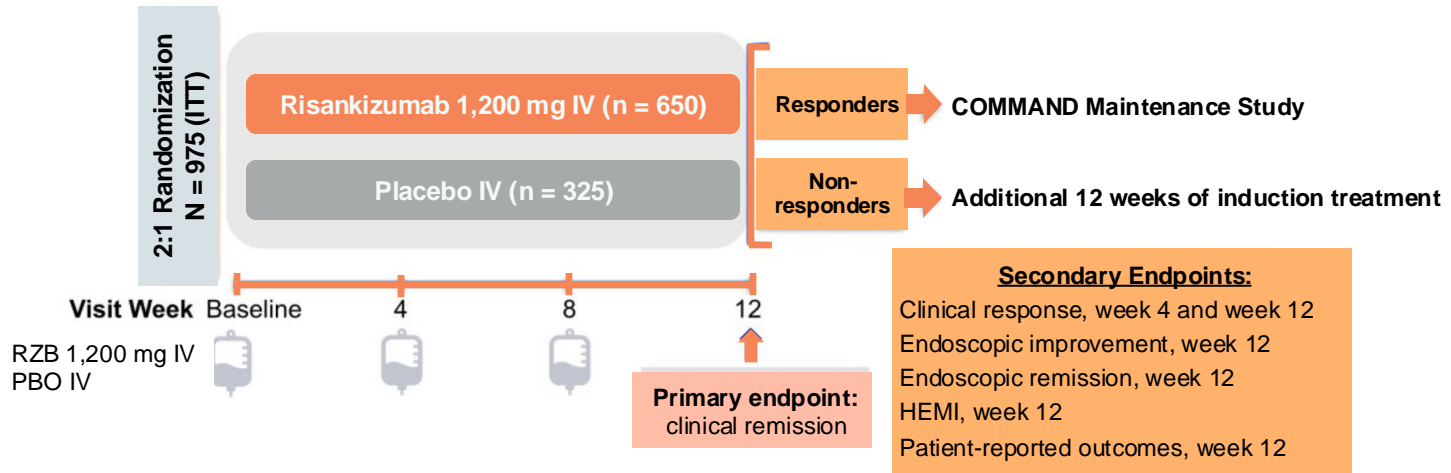 2:1 Randomization
N = 975 (ITT)
Risankizumab 1,200 mg IV (n = 650)
Placebo IV (n = 325)
Responders
COMMAND Maintenance Study
Non-
responders
Additional 12 weeks of induction treatment
Visit Week Baseline 4 8 12
RZB 1,200 mg IV
PBO IV
Primary endpoint:
clinical remission
Secondary Endpoints:
Clinical response, week 4 and week 12
Endoscopic improvement, week 12
Endoscopic remission, week 12
HEMI, week 12
Patient-reported outcomes, week 12